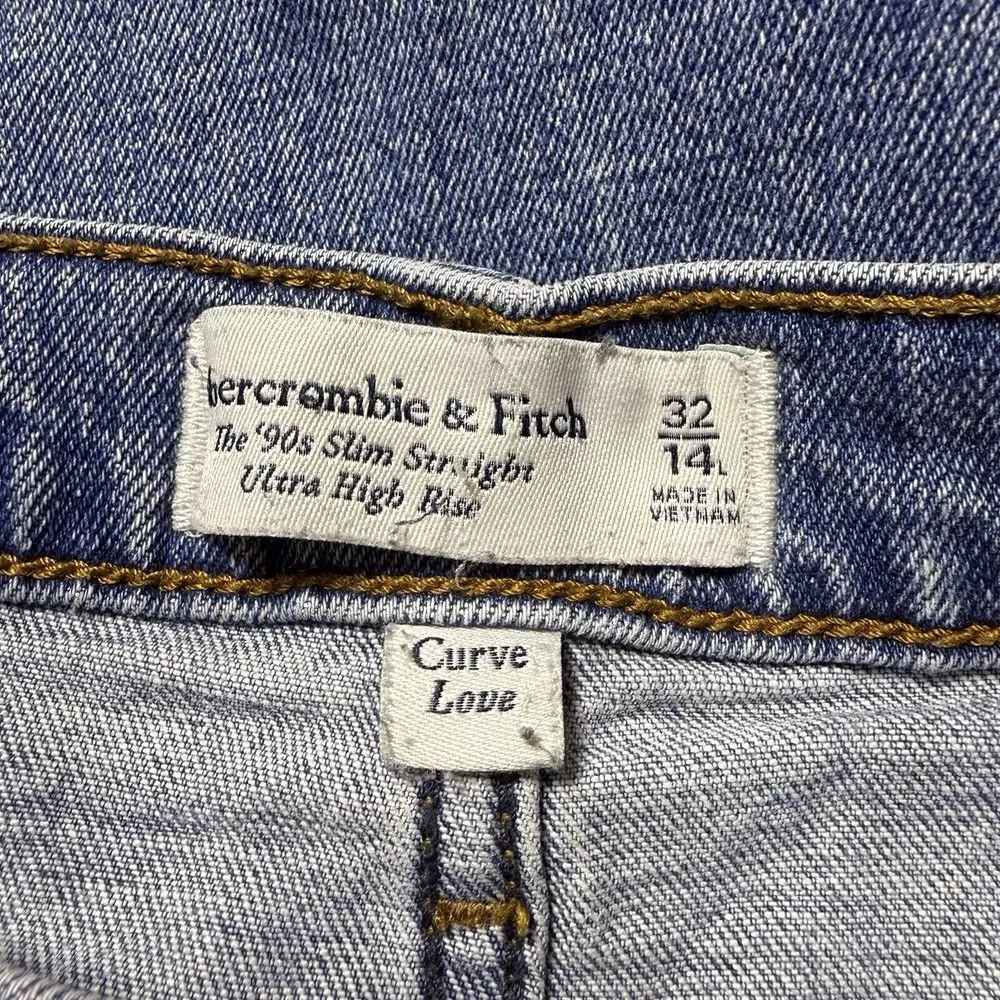 bercrombie & Fitch
The '90s Slim Straight
Ultra High Rise
32
14L
MADE IN
VIETNAM
Curve
Love